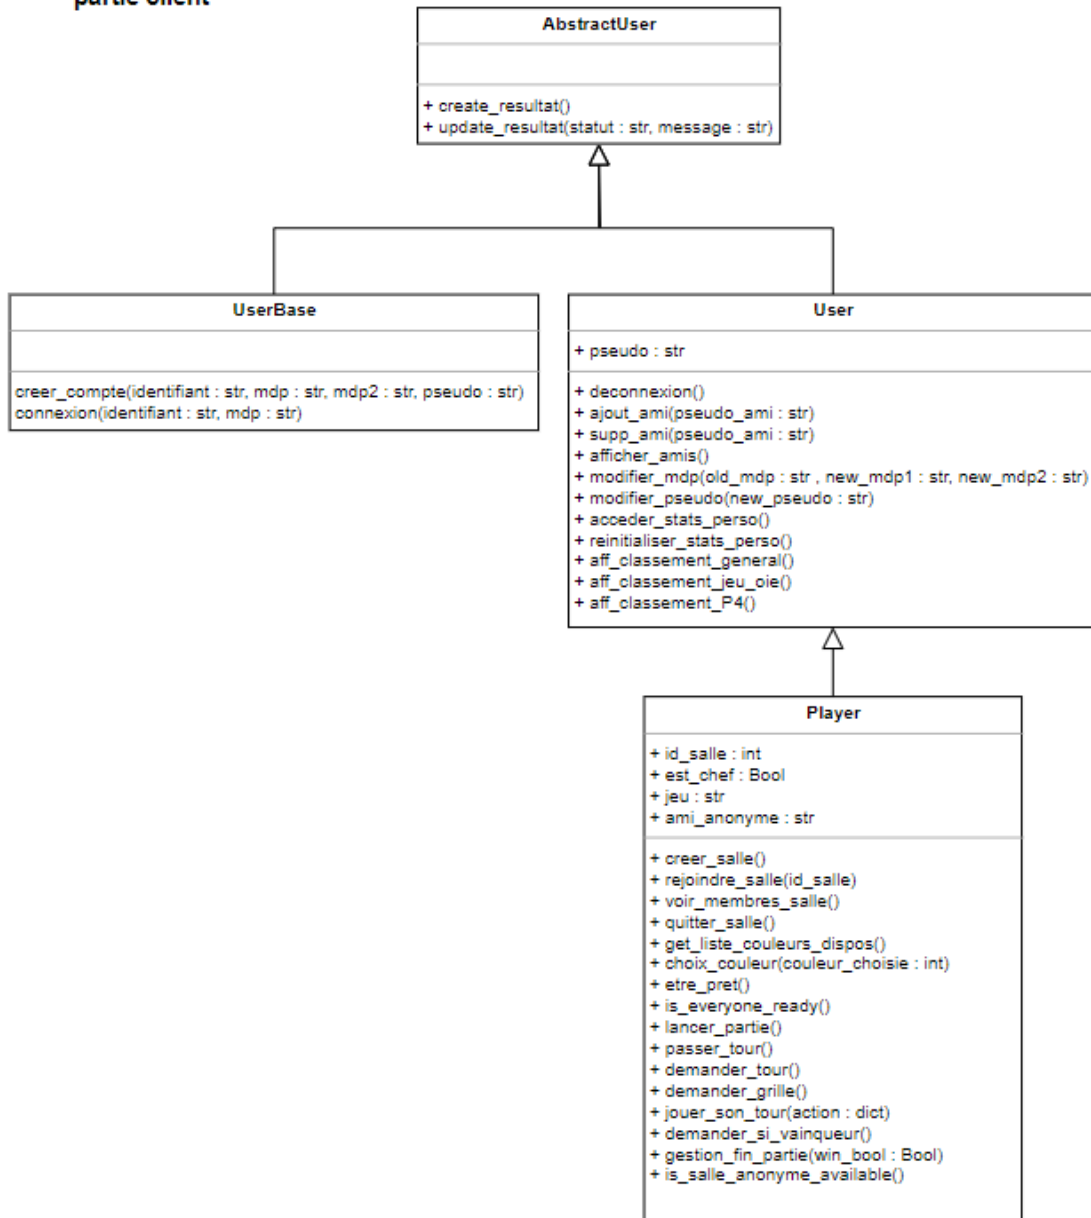 partie client
AbstractUser
+ create_resultat()
+ update_resultat(statut : str, message : str)
UserBase
creer_compte(identifiant : str, mdp : str, mdp2 : str, pseudo : str)
connexion(identifiant : str, mdp : str)
User
+ pseudo : str
+ deconnexion()
+ ajout_ami(pseudo_ami : str)
+ supp_ami(pseudo_ami : str)
+ afficher_amis()
+ modifier_mdp(old_mdp : str , new_mdp1 : str, new_mdp2 : str)
+ modifier_pseudo(new_pseudo : str)
+ acceder_stats_perso()
+ reinitialiser_stats_perso()
+ aff_classement_general()
+ aff_classement_jeu_oie()
+ aff_classement_P4()
Player
+ id_salle : int
+ est_chef : Bool
+ jeu : str
+ ami_anonyme : str
+ creer_salle()
+ rejoindre_salle(id_salle)
+ voir_membres_salle()
+ quitter_salle()
+ get_liste_couleurs_dispos()
+ choix_couleur(couleur_choisie : int)
+ etre_pret()
+ is_everyone_ready()
+ lancer_partie()
+ passer_tour()
+ demander_tour()
+ demander_grille()
+ jouer_son_tour(action : dict)
+ demander_si_vainqueur()
+ gestion_fin_partie(win_bool : Bool)
+ is_salle_anonyme_available()